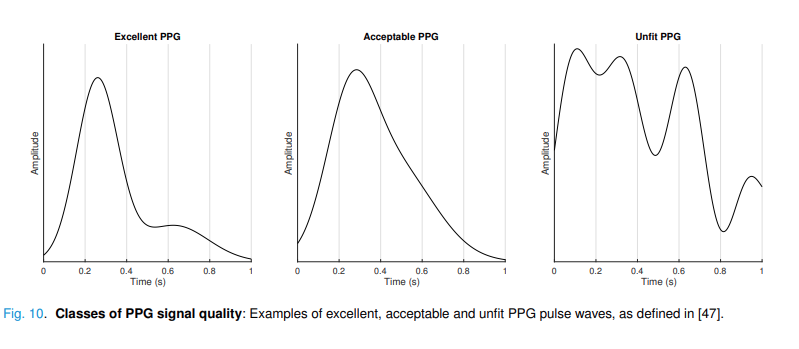 Excellent PPG
Amplitude
0 0.2 0.4 0.6 0.8 1
Time (s)
Acceptable PPG
Amplitude
0 0.2 0.4 0.6 0.8 1
Time (s)
Unfit PPG
Amplitude
0 0.2 0.4 0.6 0.8 1
Time (s)
Fig. 10. Classes of PPG signal quality: Examples of excellent, acceptable and unfit PPG pulse waves, as defined in [47].